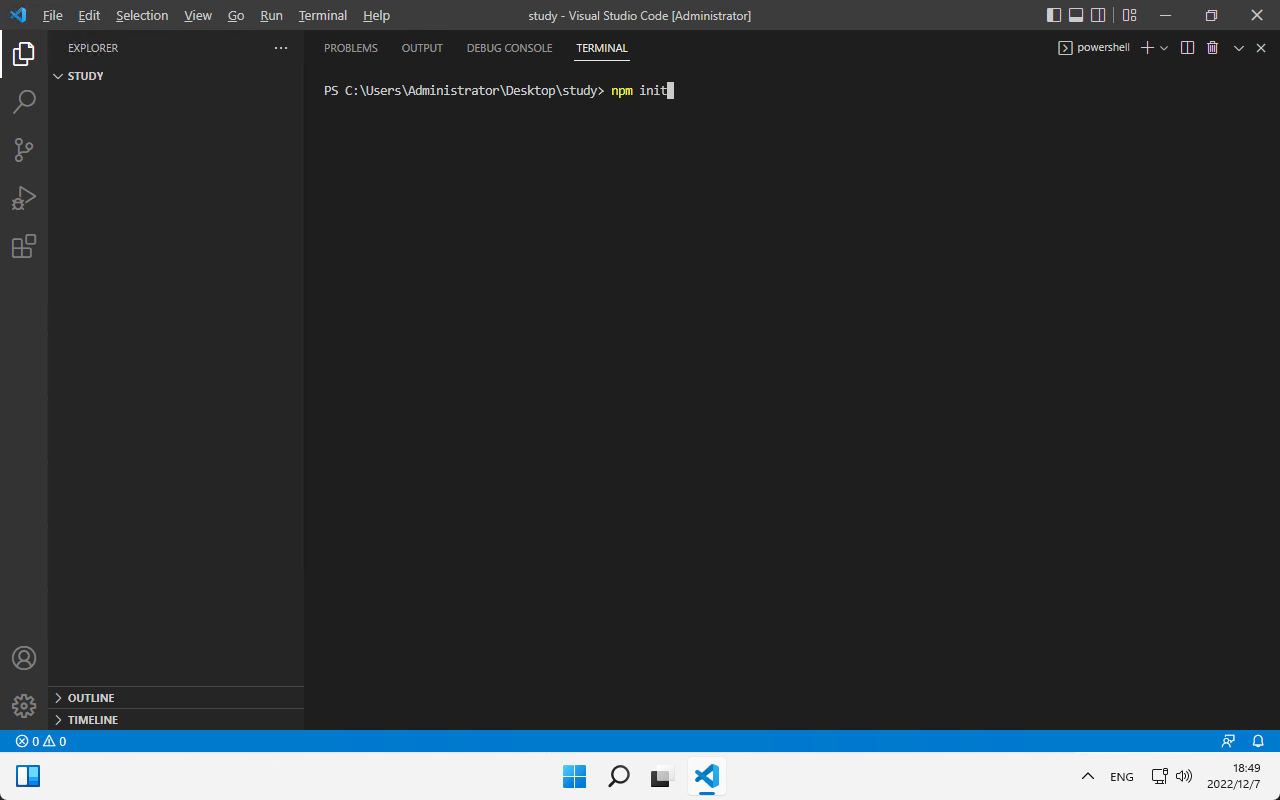 File Edit Selection View Go Run Terminal Help study - Visual Studio Code [Administrator]
EXPLORER
STUDY
PROBLEMS OUTPUT DEBUG CONSOLE TERMINAL powershell
PS C:\Users\Administrator\Desktop\study> npm init
OUTLINE
TIMELINE
0 0
ENG
18:49
2022/12/7